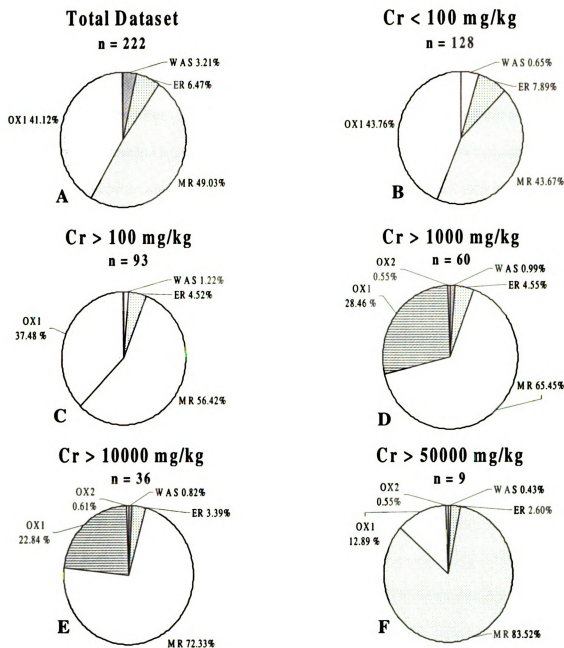 Total Dataset
n = 222
WAS 3.21%
ER 6.47%
OX1 41.12%
MR 49.03%
A
Cr < 100 mg/kg
n = 128
WAS 0.65%
ER 7.89%
OX1 43.76%
MR 43.67%
B
Cr > 100 mg/kg
n = 93
WAS 1.22%
ER 4.52%
OX1
37.48 %
MR 56.42%
C
Cr > 1000 mg/kg
n = 60
OX2
0.55%
WAS 0.99%
ER 4.55%
OX1
28.46 %
MR 65.45%
D
Cr > 10000 mg/kg
n = 36
OX2
0.61%
WAS 0.82%
ER 3.39%
OX1
22.84 %
MR 72.33%
E
Cr > 50000 mg/kg
n = 9
OX2
0.55%
WAS 0.43%
ER 2.60%
OX1
12.89 %
MR 83.52%
F